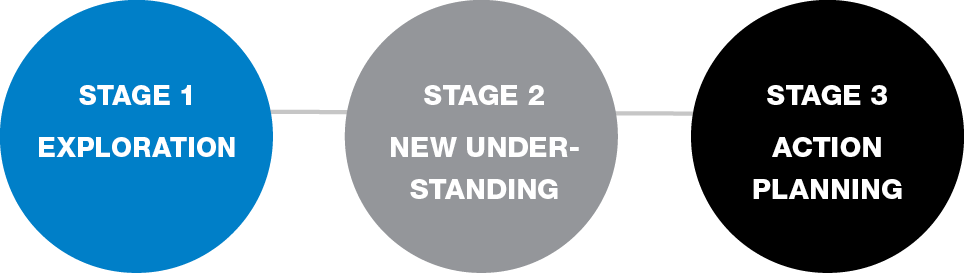 STAGE 1
EXPLORATION
STAGE 2
NEW UNDER-
STANDING
STAGE 3
ACTION
PLANNING